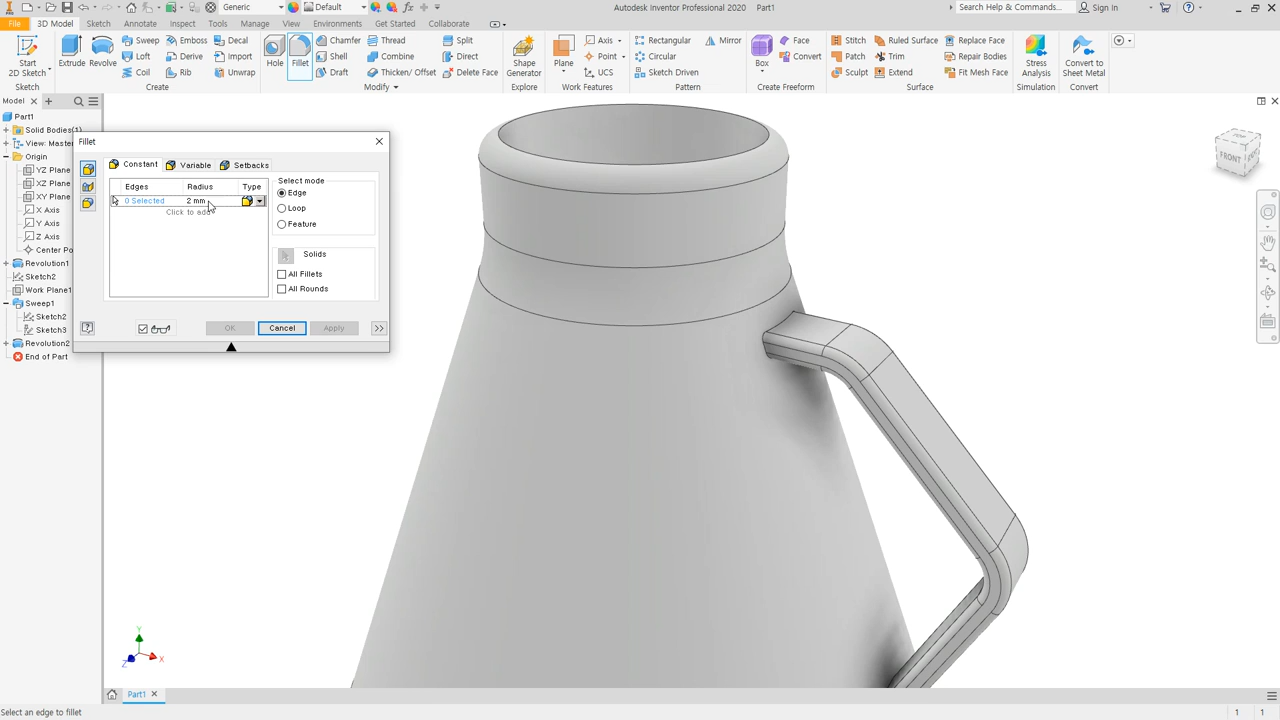 Generic
Default
Autodesk Inventor Professional 2020 Part1
Search Help & Commands...
Sign In
File
3D Model
Sketch
Annotate
Inspect
Tools
Manage
View
Environments
Get Started
Collaborate
Start
2D Sketch
Sketch
Extrude
Revolve
Sweep
Loft
Coil
Emboss
Derive
Rib
Decal
Import
Unwrap
Create
Hole
Fillet
Chamfer
Shell
Draft
Thread
Combine
Thicken/ Offset
Split
Direct
Delete Face
Modify
Shape
Generator
Explore
Plane
Axis
Point
UCS
Work Features
Rectangular
Circular
Sketch Driven
Mirror
Pattern
Box
Face
Convert
Create Freeform
Stitch
Patch
Sculpt
Ruled Surface
Trim
Extend
Replace Face
Repair Bodies
Fit Mesh Face
Surface
Stress
Analysis
Simulation
Convert to
Sheet Metal
Convert
Model
Part1
Solid Bodies(1)
View: Maste
Origin
YZ Plane
XZ Plane
XY Plane
X Axis
Y Axis
Z Axis
Center Po
Revolution1
Sketch2
Work Plane1
Sweep1
Sketch2
Sketch3
Revolution2
End of Part
Fillet
Constant
Variable
Setbacks
Edges Radius Type
0 Selected 2 mm
Click to add
Select mode
Edge
Loop
Feature
Solids
All Fillets
All Rounds
OK
Cancel
Apply
>>
FRONT
Y
Z
X
Part1
Select an edge to fillet
1 1